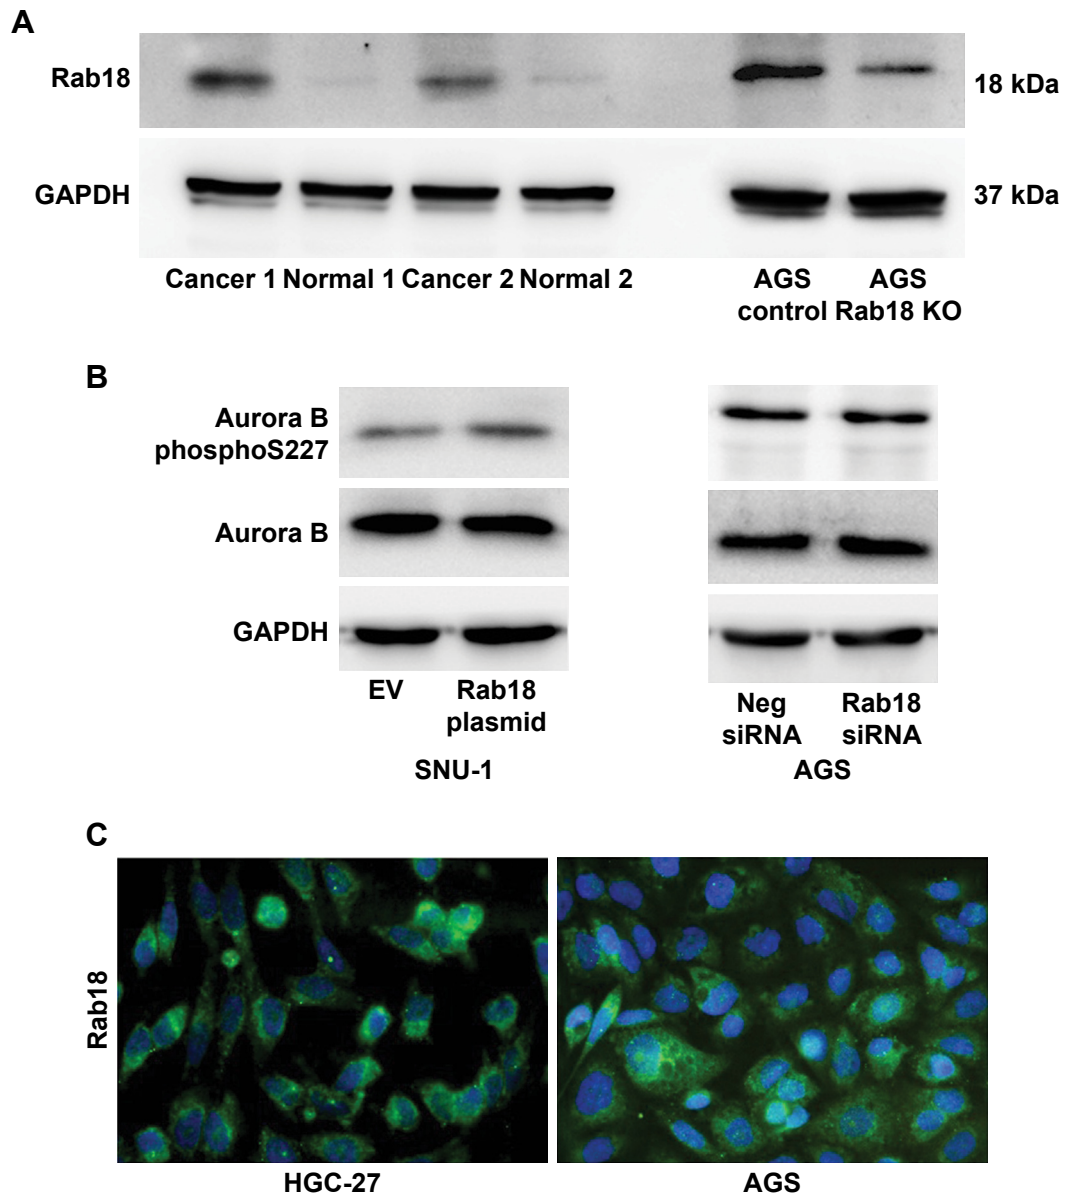 A
Rab18
18 kDa
GAPDH
37 kDa
Cancer 1 Normal 1 Cancer 2 Normal 2
AGS
control
AGS
Rab18 KO
B
Aurora B
phosphoS227
Aurora B
GAPDH
EV
Rab18
plasmid
SNU-1
Neg
siRNA
Rab18
siRNA
AGS
C
Rab18
HGC-27
AGS